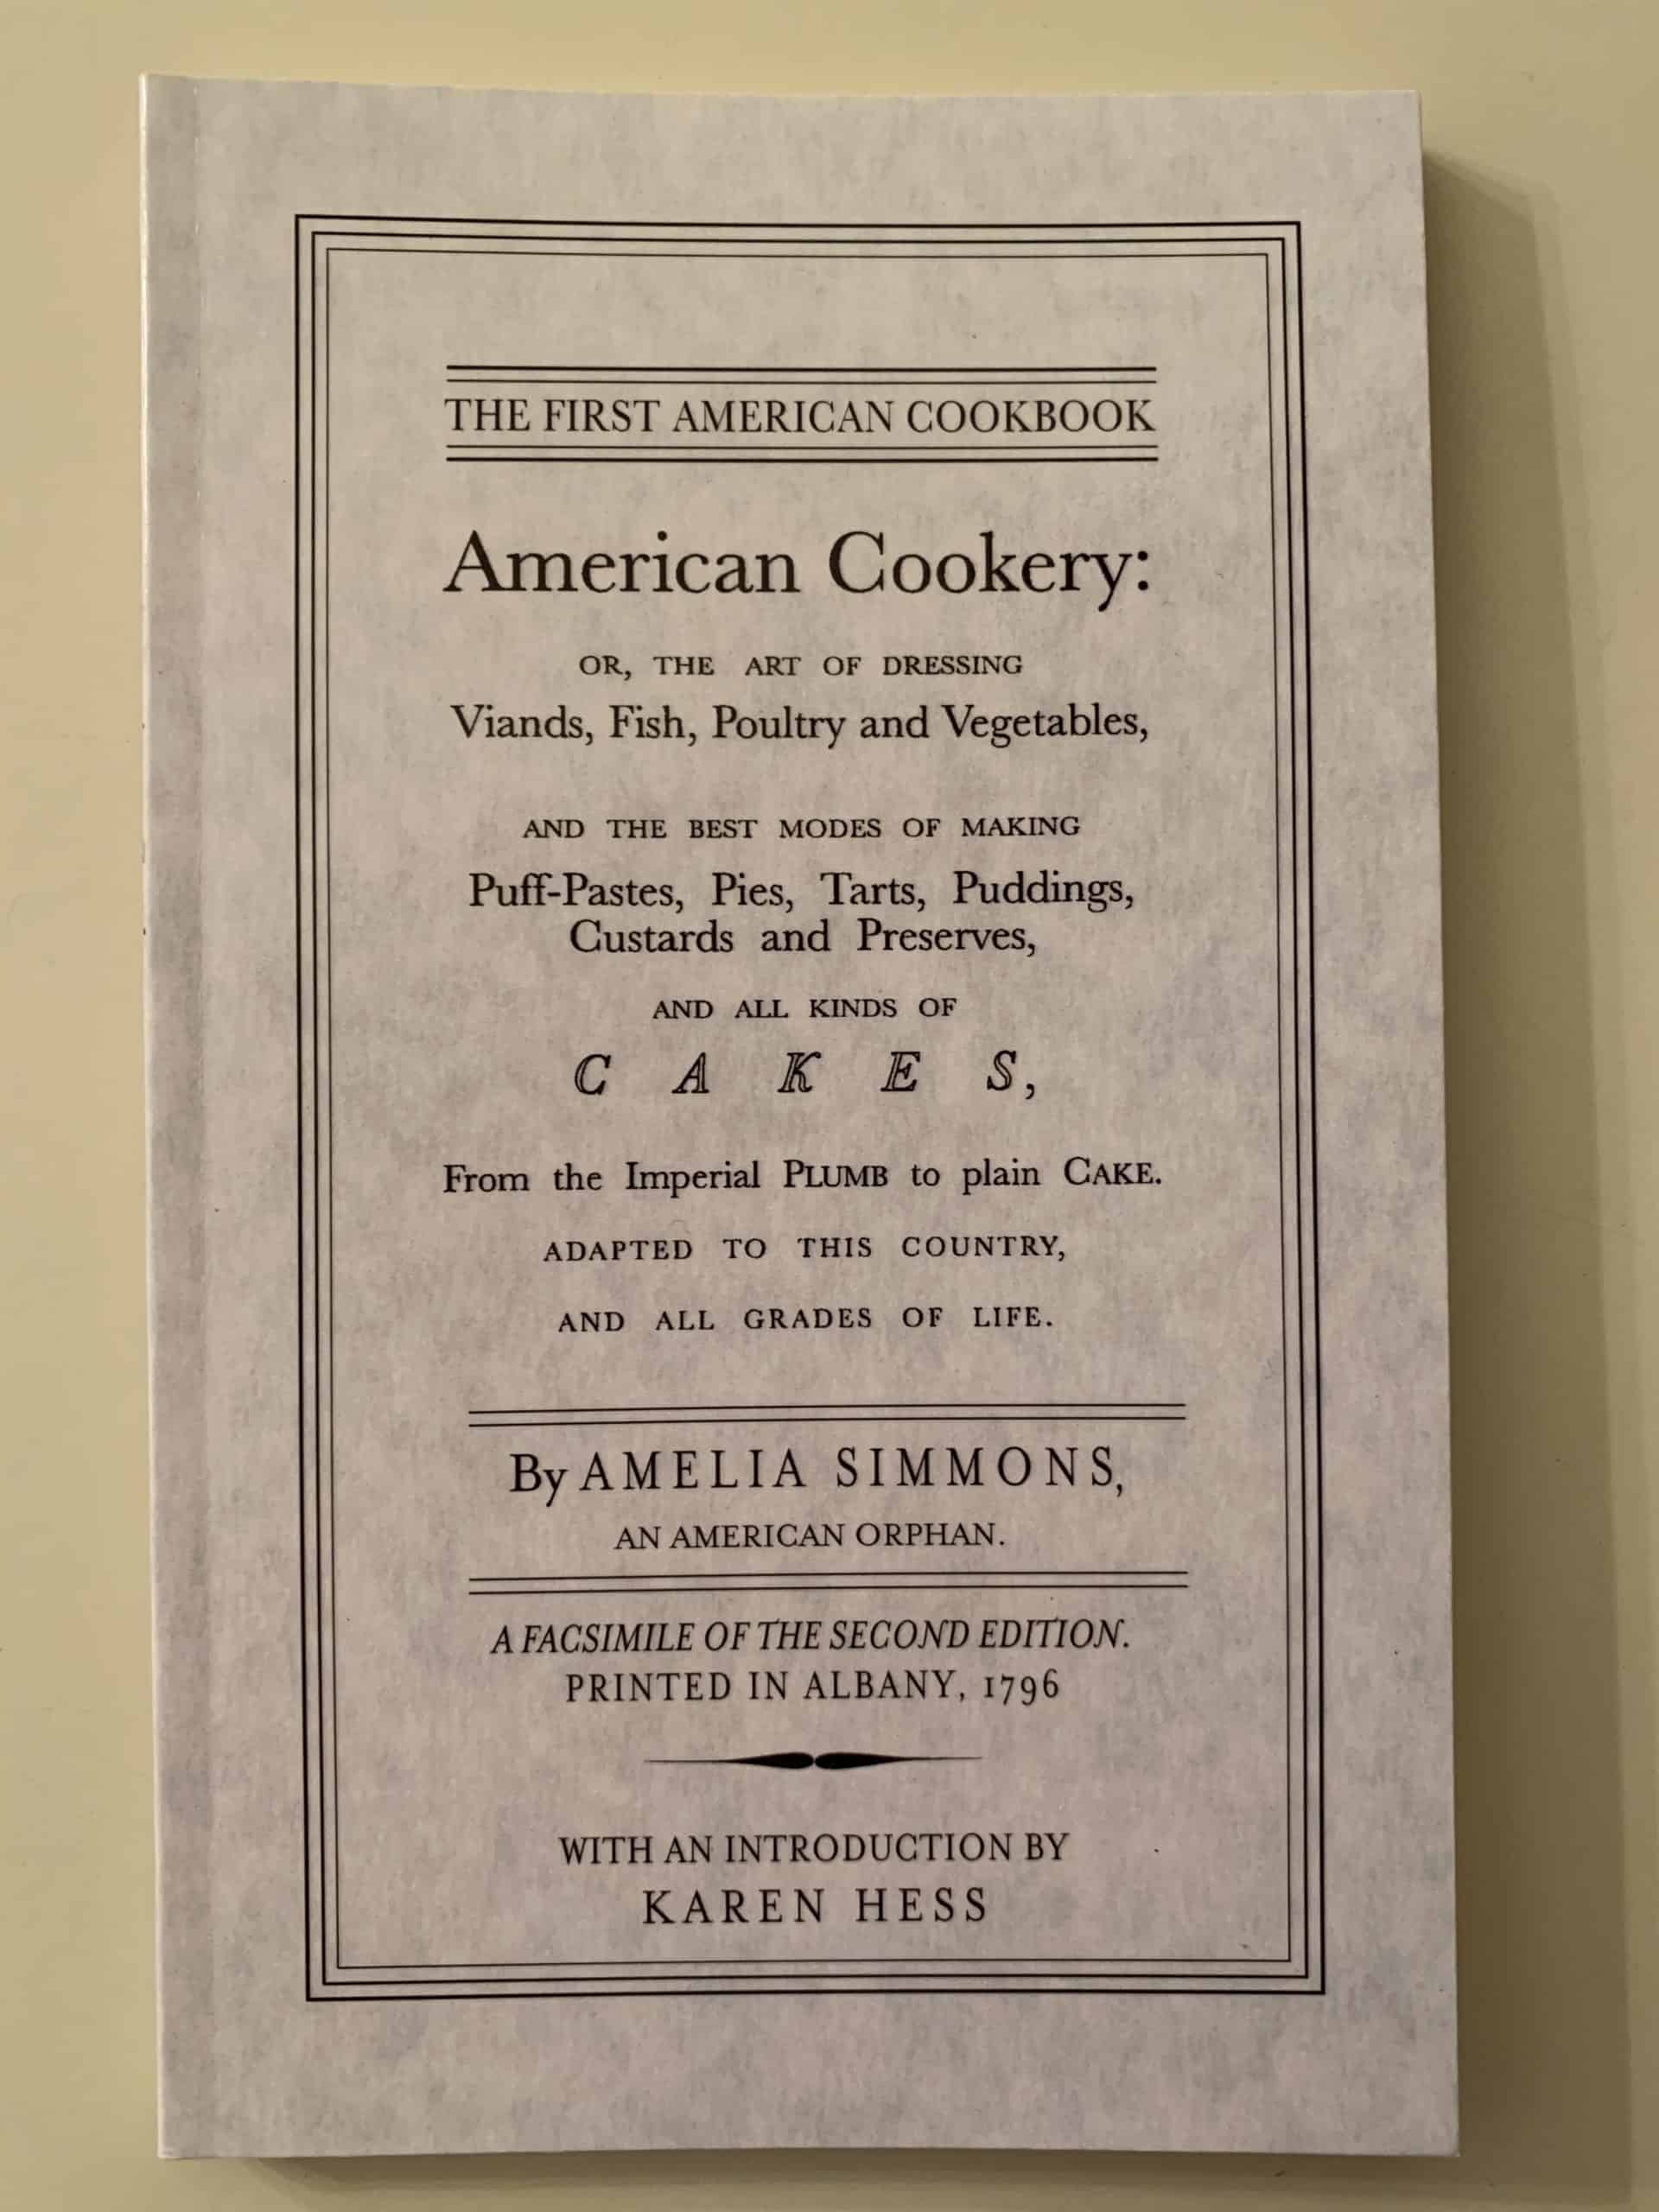 THE FIRST AMERICAN COOKBOOK
American Cookery:
OR, THE ART OF DRESSING
Viands, Fish, Poultry and Vegetables,
AND THE BEST MODES OF MAKING
Puff-Pastes, Pies, Tarts, Puddings,
Custards and Preserves,
AND ALL KINDS OF
CAKES,
From the Imperial PLUMB to plain CAKE.
ADAPTED TO THIS COUNTRY,
AND ALL GRADES OF LIFE.
By AMELIA SIMMONS,
AN AMERICAN ORPHAN.
A FACSIMILE OF THE SECOND EDITION.
PRINTED IN ALBANY, 1796
WITH AN INTRODUCTION BY
KAREN HESS